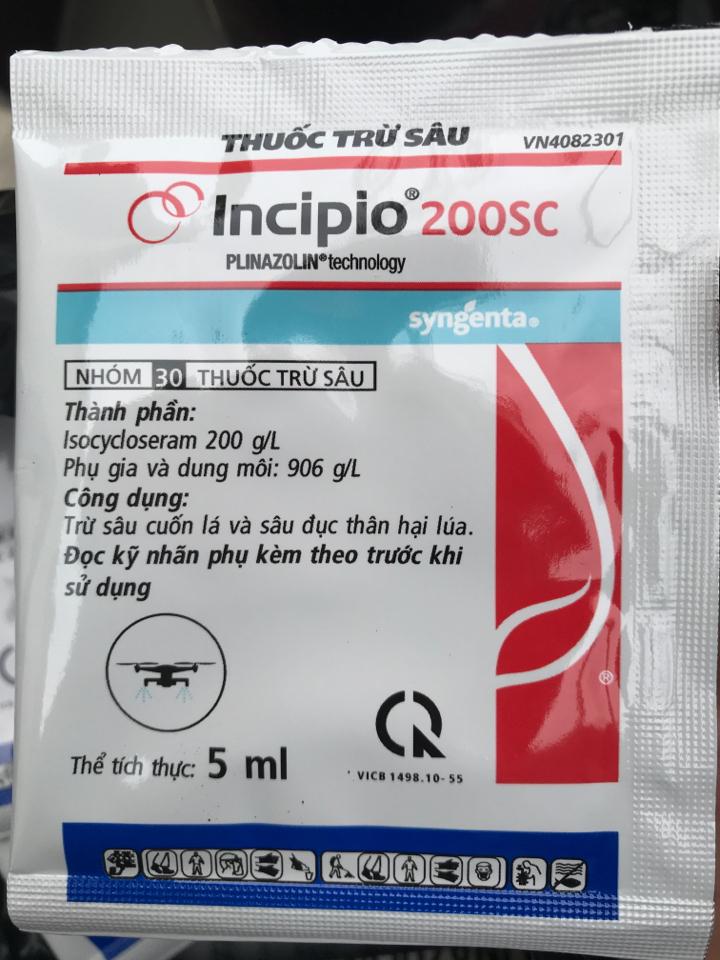 THUỐC TRỪ SÂU
VN4082301
Incipio® 200SC
PLINAZOLIN® technology
syngenta®
NHÓM 30 THUỐC TRỪ SÂU
Thành phần:
Isocycloseram 200 g/L
Phụ gia và dung môi: 906 g/L
Công dụng:
Trừ sâu cuốn lá và sâu đục thân hại lúa.
Đọc kỹ nhãn phụ kèm theo trước khi
sử dụng
®
Thể tích thực: 5 ml
VICB 1498.10-55